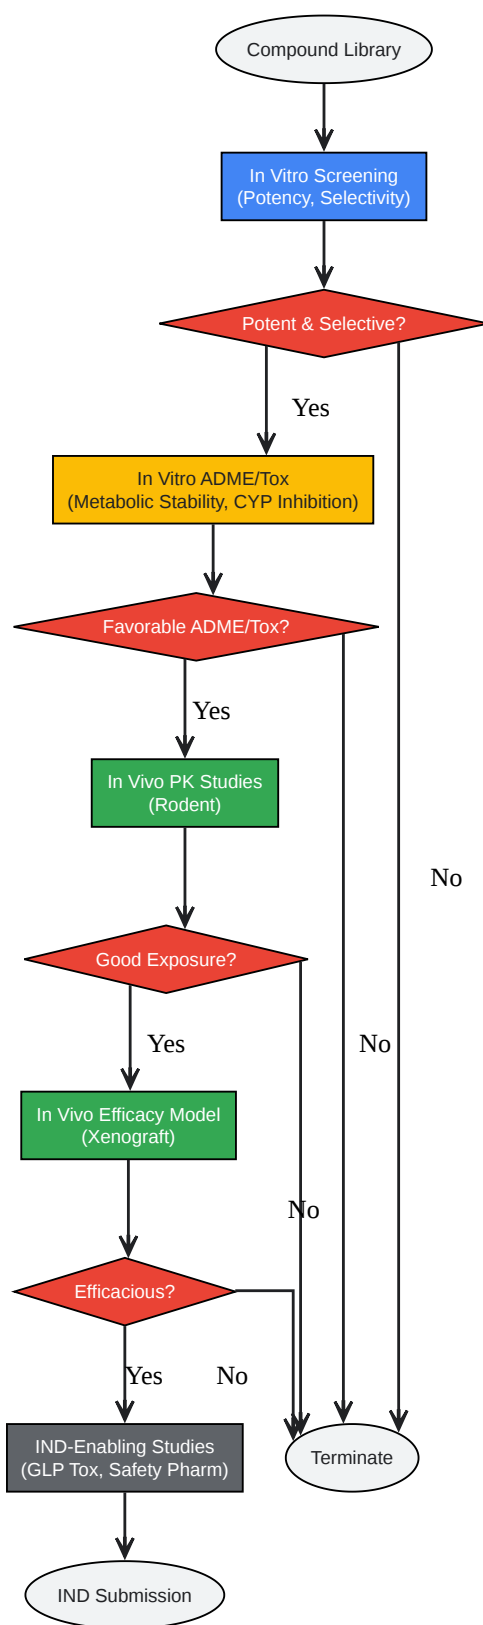 Compound Library
In Vitro Screening
(Potency, Selectivity)
Potent & Selective?
Yes
In Vitro ADME/Tox
(Metabolic Stability, CYP Inhibition)
Favorable ADME/Tox?
Yes
In Vivo PK Studies
(Rodent)
No
Good Exposure?
Yes
No
In Vivo Efficacy Model
(Xenograft)
No
Efficacious?
Yes
No
IND-Enabling Studies
(GLP Tox, Safety Pharm)
Terminate
IND Submission